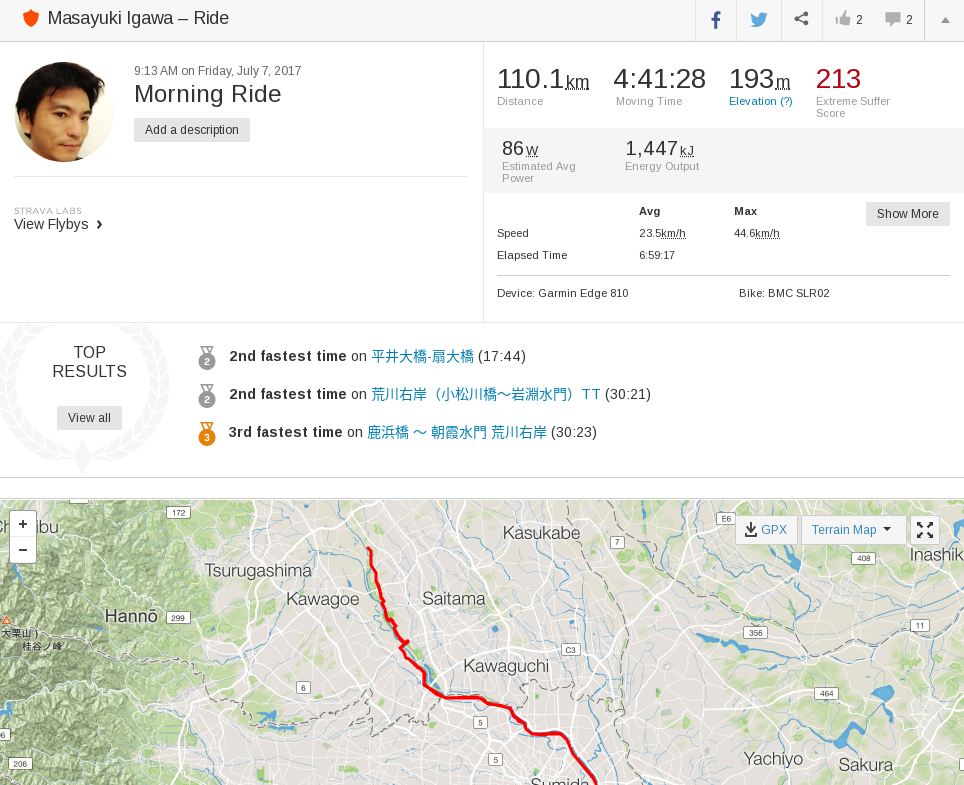 Masayuki Igawa – Ride
2
2
9:13 AM on Friday, July 7, 2017
Morning Ride
Add a description
STRAVA LABS
View Flybys
110.1km
Distance
4:41:28
Moving Time
193m
Elevation (?)
213
Extreme Suffer
Score
86W
Estimated Avg
Power
1,447kJ
Energy Output
Avg Max
Show More
Speed 23.5km/h 44.6km/h
Elapsed Time 6:59:17
Device: Garmin Edge 810 Bike: BMC SLR02
TOP
RESULTS
View all
2 2nd fastest time on 平井大橋-扇大橋 (17:44)
2 2nd fastest time on 荒川右岸（小松川橋〜岩淵水門）TT (30:21)
3 3rd fastest time on 鹿浜橋 〜 朝霞水門 荒川右岸 (30:23)
+
−
172
E6
GPX
Terrain Map
Kasukabe
7
408
Inashik
Tsurugashima
Kawagoe
Saitama
Hannō
299
11
356
大栗山
桂谷ノ峰
C3
Kawaguchi
6
464
5
206
5
Yachiyo
Sakura
Sumida